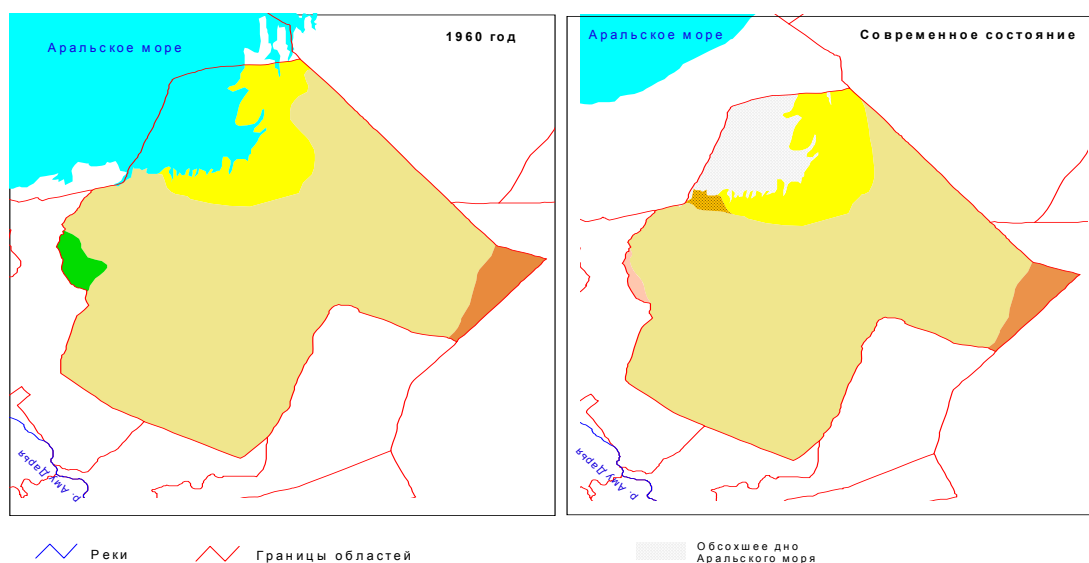 Аральское море
1960 год
р. АмуДарья
Аральское море
Современное состояние
р. АмуДарья
Реки
Границы областей
Обсохшее дно
Аральского моря